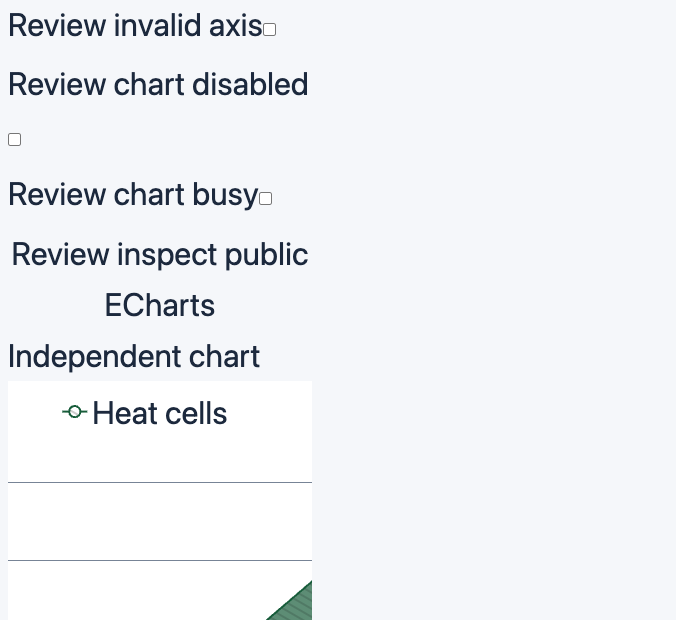 Review invalid axis
Review chart disabled
Review chart busy
Review inspect public
ECharts
Independent chart
Heat cells